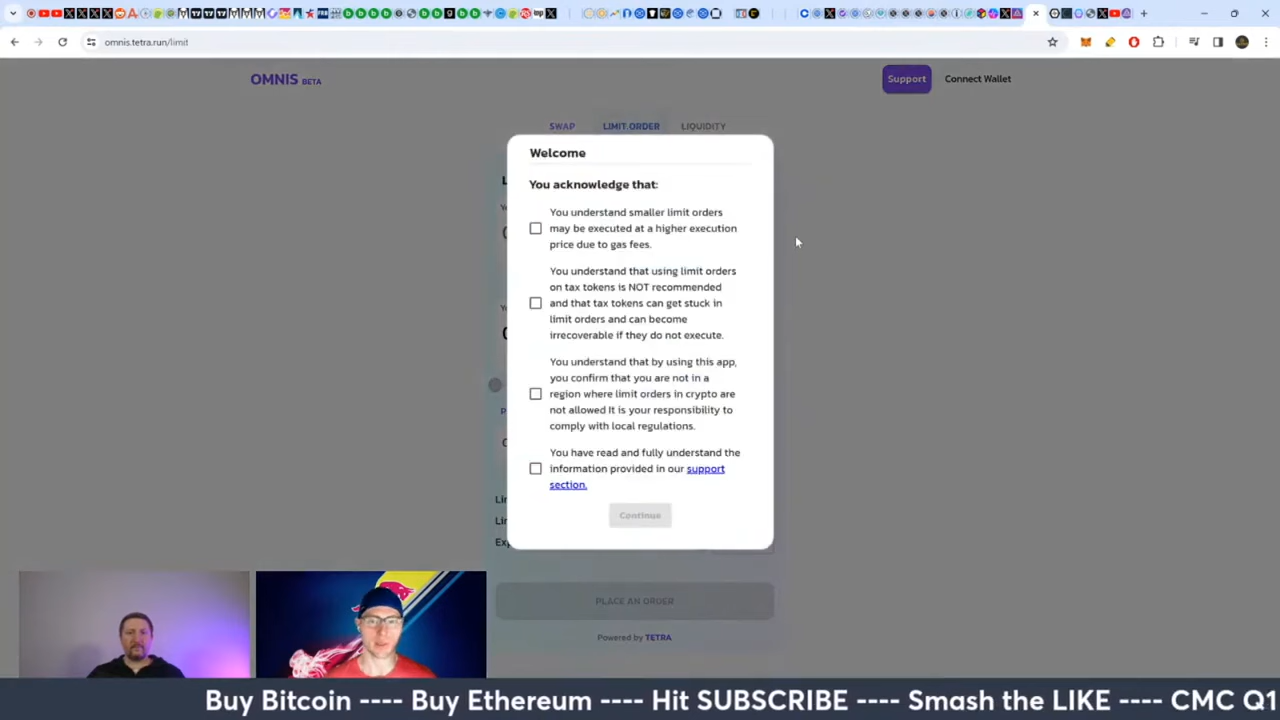 omnis.tetra.run/limit
OMNIS BETA
Support
Connect Wallet
SWAP
LIMIT ORDER
LIQUIDITY
Welcome
You acknowledge that:
You understand smaller limit orders
may be executed at a higher execution
price due to gas fees.
You understand that using limit orders
on tax tokens is NOT recommended
and that tax tokens can get stuck in
limit orders and can become
irrecoverable if they do not execute.
You understand that by using this app,
you confirm that you are not in a
region where limit orders in crypto are
not allowed It is your responsibility to
comply with local regulations.
You have read and fully understand the
information provided in our support
section.
Continue
PLACE AN ORDER
Powered by TETRA
Buy Bitcoin ---- Buy Ethereum ---- Hit SUBSCRIBE ---- Smash the LIKE ---- CMC Q1